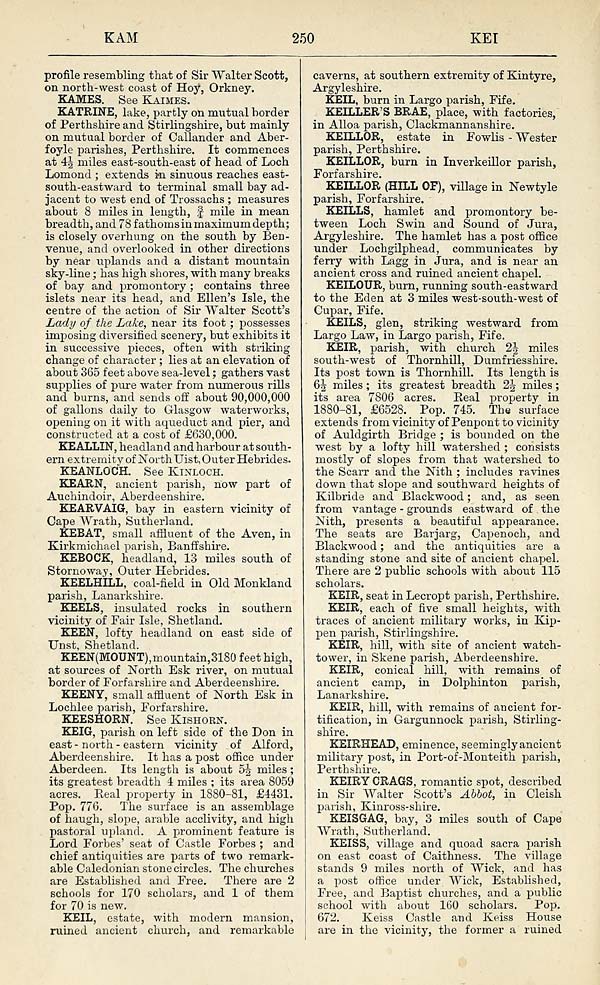 KAM 250 KEI
profile resembling that of Sir Walter Scott,
on north-west coast of Hoy, Orkney.
KAMES. See KAIMES.
KATRINE, lake, partly on mutual border
of Perthshire and Stirlingshire, but mainly
on mutual border of Callander and Aber-
foyle parishes, Perthshire. It commences
at 4½ miles east-south-east of head of Loch
Lomond; extends in sinuous reaches east-
south-eastward to terminal small bay ad-
jacent to west end of Trossachs; measures
about 8 miles in length, ¾ mile in mean
breadth, and 78 fathoms in maximum depth;
is closely overhung on the south by Ben-
venue, and overlooked in other directions
by near uplands and a distant mountain
sky-line; has high shores, with many breaks
of bay and promontory; contains three
islets near its head, and Ellen's Isle, the
centre of the action of Sir Walter Scott's
Lady of the Lake, near its foot; possesses
imposing diversified scenery, but exhibits it
in successive pieces, often with striking
change of character; lies at an elevation of
about 365 feet above sea-level; gathers vast
supplies of pure water from numerous rills
and burns, and sends off about 90,000,000
of gallons daily to Glasgow waterworks,
opening on it with aqueduct and pier, and
constructed at a cost of £630,000.
KEALLIN, headland and harbour at south-
ern extremity of North Uist, Outer Hebrides.
KEANLOCH. See KINLOCH.
KEARN, ancient parish, now part of
Auchindoir, Aberdeenshire.
KEARVAIG, bay in eastern vicinity of
Cape Wrath, Sutherland.
KEBAT, small affluent of the Aven, in
Kirkmichael parish, Banffshire.
KEBOCK, headland, 13 miles south of
Stornoway, Outer Hebrides.
KEELHILL, coal-field in Old Monkland
parish, Lanarkshire.
KEELS, insulated rocks in southern
vicinity of Fair Isle, Shetland.
KEEN, lofty headland on east side of
Unst, Shetland.
KEEN (MOUNT), mountain, 3180 feet high,
at sources of North Esk river, on mutual
border of Forfarshire and Aberdeenshire.
KEENY, small affluent of North Esk in
Lochlee parish, Forfarshire.
KEESHORN. See KISHORN.
KEIG, parish on left side of the Don in
east-north-eastern vicinity of Alford,
Aberdeenshire. It has a post office under
Aberdeen. Its length is about 5½ miles;
its greatest breadth 4 miles; its area 8059
acres. Real property in 1880-81, £4431.
Pop. 776. The surface is an assemblage
of haugh, slope, arable acclivity, and high
pastoral upland. A prominent feature is
Lord Forbes' seat of Castle Forbes; and
chief antiquities are parts of two remark-
able Caledonian stone circles. The churches
are Established and Free. There are 2
schools for 170 scholars, and 1 of them
for 70 is new.
KEIL, estate, with modern mansion,
ruined ancient church, and remarkable
caverns, at southern extremity of Kintyre,
Argyleshire.
KEIL, burn in Largo parish, Fife.
KEILLER'S BRAE, place, with factories,
in Alloa parish, Clackmannanshire.
KEILLOR, estate in Fowlis-Wester
parish, Perthshire.
KEILLOR, burn in Inverkeillor parish,
Forfarshire.
KEILLOR (HILL OF), village in Newtyle
parish, Forfarshire.
KEILLS, hamlet and promontory be-
tween Loch Swin and Sound of Jura,
Argyleshire. The hamlet has a post office
under Lochgilphead, communicates by
ferry with Lagg in Jura, and is near an
ancient cross and ruined ancient chapel.
KEILOUR, burn, running south-eastward
to the Eden at 3 miles west-south-west of
Cupar, Fife.
KEILS, glen, striking westward from
Largo Law, in Largo parish, Fife.
KEIR, parish, with church 2½ miles
south-west of Thornhill, Dumfriesshire.
Its post town is Thornhill. Its length is
6½ miles; its greatest breadth 2½ miles;
its area 7806 acres. Real property in
1880-81, £6528. Pop. 745. The surface
extends from vicinity of Penpont to vicinity
of Auldgirth Bridge; is bounded on the
west by a lofty hill watershed; consists
mostly of slopes from that watershed to
the Scarr and the Nith; includes ravines
down that slope and southward heights of
Kilbride and Blackwood; and, as seen
from vantage-grounds eastward of the
Nith, presents a beautiful appearance.
The seats are Barjarg, Capenoch, and
Blackwood; and the antiquities are a
standing stone and site of ancient chapel.
There are 2 public schools with about 115
scholars.
KEIR, seat in Lecropt parish, Perthshire.
KEIR, each of five small heights, with
traces of ancient military works, in Kip-
pen parish, Stirlingshire.
KEIR, hill, with site of ancient watch-
tower, in Skene parish, Aberdeenshire.
KEIR, conical hill, with remains of
ancient camp, in Dolphinton parish,
Lanarkshire.
KEIR, hill, with remains of ancient for-
tification, in Gargunnock parish, Stirling-
shire.
KEIRHEAD, eminence, seemingly ancient
military post, in Port-of-Monteith parish,
Perthshire.
KEIRY CRAGS, romantic spot, described
in Sir Walter Scott's Abbot, in Cleish
parish, Kinross-shire.
KEISGAG, bay, 3 miles south of Cape
Wrath, Sutherland.
KEISS, village and quoad sacra parish
on east coast of Caithness. The village
stands 9 miles north of Wick, and has
a post office under Wick, Established,
Free, and Baptist churches, and a public
school with about 160 scholars. Pop.
672. Keiss Castle and Keiss House
are in the vicinity, the former a ruined